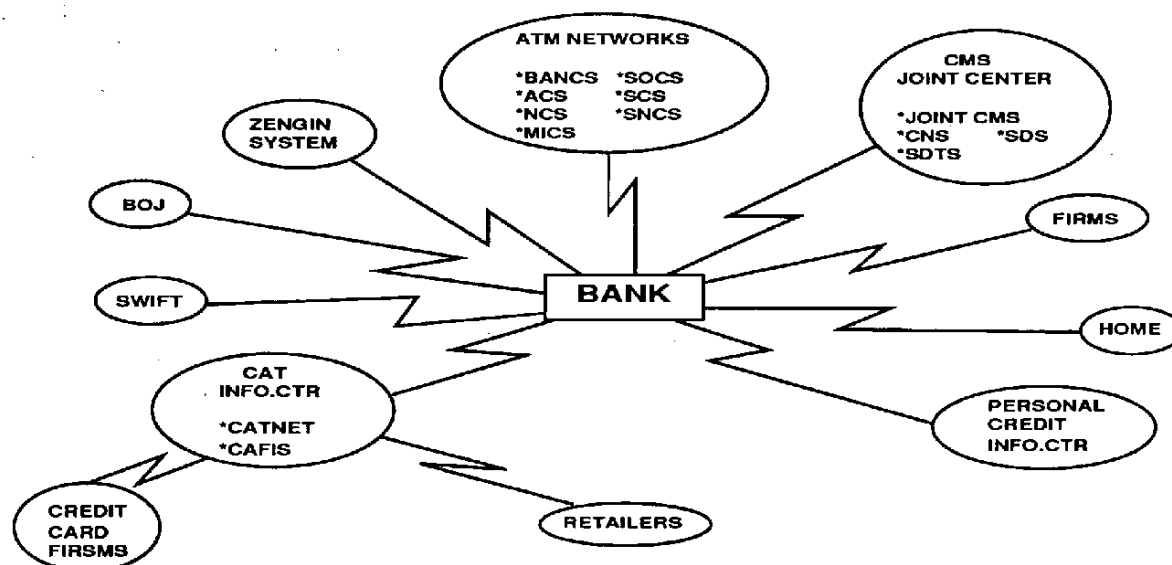 ATM NETWORKS
*BANCS *SOCS
*ACS *SCS
*NCS *SNCS
*MICS
CMS
JOINT CENTER
*JOINT CMS
*CNS *SDS
*SDTS
ZENGIN
SYSTEM
BOJ
FIRMS
BANK
SWIFT
HOME
CAT
INFO.CTR
*CATNET
*CAFIS
PERSONAL
CREDIT
INFO.CTR
CREDIT
CARD
FIRSMS
RETAILERS